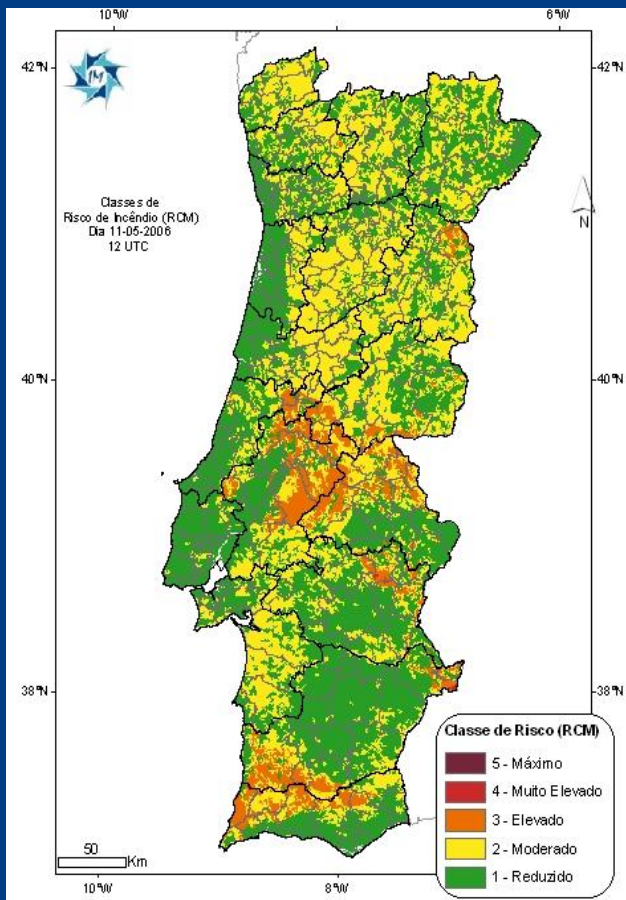 10°W
6°W
42°N
IM
Classes de
Risco de Incêndio (RCM)
Dia 11-05-2006
12 UTC
N
40°N
40°N
38°N
38°N
Classe de Risco (RCM)
5 - Máximo
4 - Muito Elevado
3 - Elevado
2 - Moderado
1 - Reduzido
50
Km
10°W
8°W